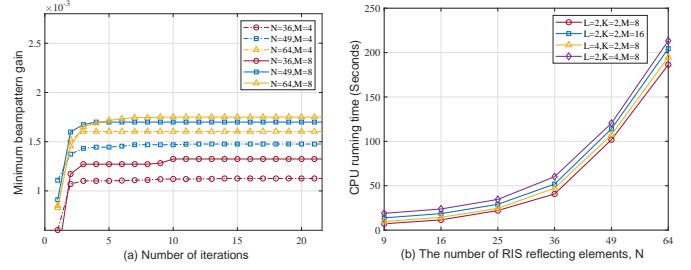 ×10⁻³
N=36,M=4
N=49,M=4
N=64,M=4
N=36,M=8
N=49,M=8
N=64,M=8
2.5
2
1.5
1
Minimum beampattern gain
0 5 10 15 20
(a) Number of iterations
L=2,K=2,M=8
L=2,K=2,M=16
L=4,K=2,M=8
L=2,K=4,M=8
250
200
150
100
50
0
CPU running time (Seconds)
9 16 25 36 49 64
(b) The number of RIS reflecting elements, N